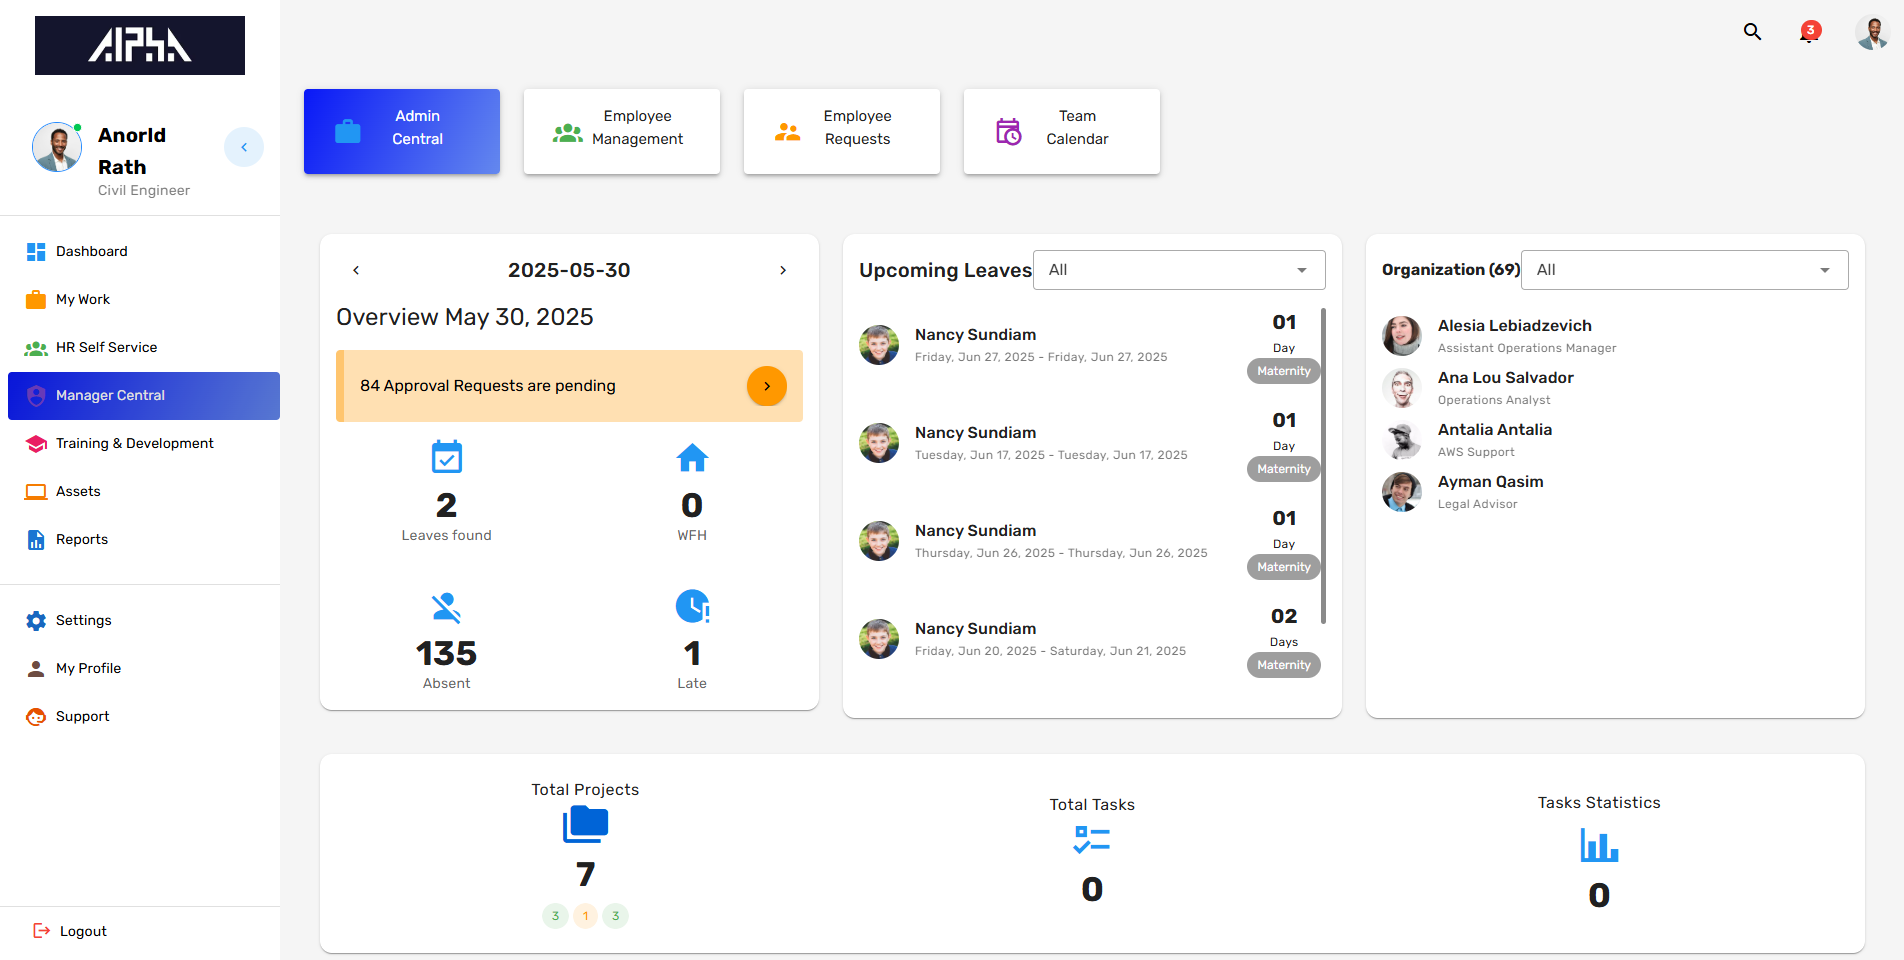 AlPhA
Anorld
Rath
Civil Engineer
Dashboard
My Work
HR Self Service
Manager Central
Training & Development
Assets
Reports
Settings
My Profile
Support
Logout
3
Admin
Central
Employee
Management
Employee
Requests
Team
Calendar
2025-05-30
Overview May 30, 2025
84 Approval Requests are pending
2
Leaves found
0
WFH
135
Absent
1
Late
Upcoming Leaves
All
Nancy Sundiam
Friday, Jun 27, 2025 - Friday, Jun 27, 2025
01
Day
Maternity
Nancy Sundiam
Tuesday, Jun 17, 2025 - Tuesday, Jun 17, 2025
01
Day
Maternity
Nancy Sundiam
Thursday, Jun 26, 2025 - Thursday, Jun 26, 2025
01
Day
Maternity
Nancy Sundiam
Friday, Jun 20, 2025 - Saturday, Jun 21, 2025
02
Days
Maternity
Organization (69)
All
Alesia Lebiadzevich
Assistant Operations Manager
Ana Lou Salvador
Operations Analyst
Antalia Antalia
AWS Support
Ayman Qasim
Legal Advisor
Total Projects
7
3 1 3
Total Tasks
0
Tasks Statistics
0